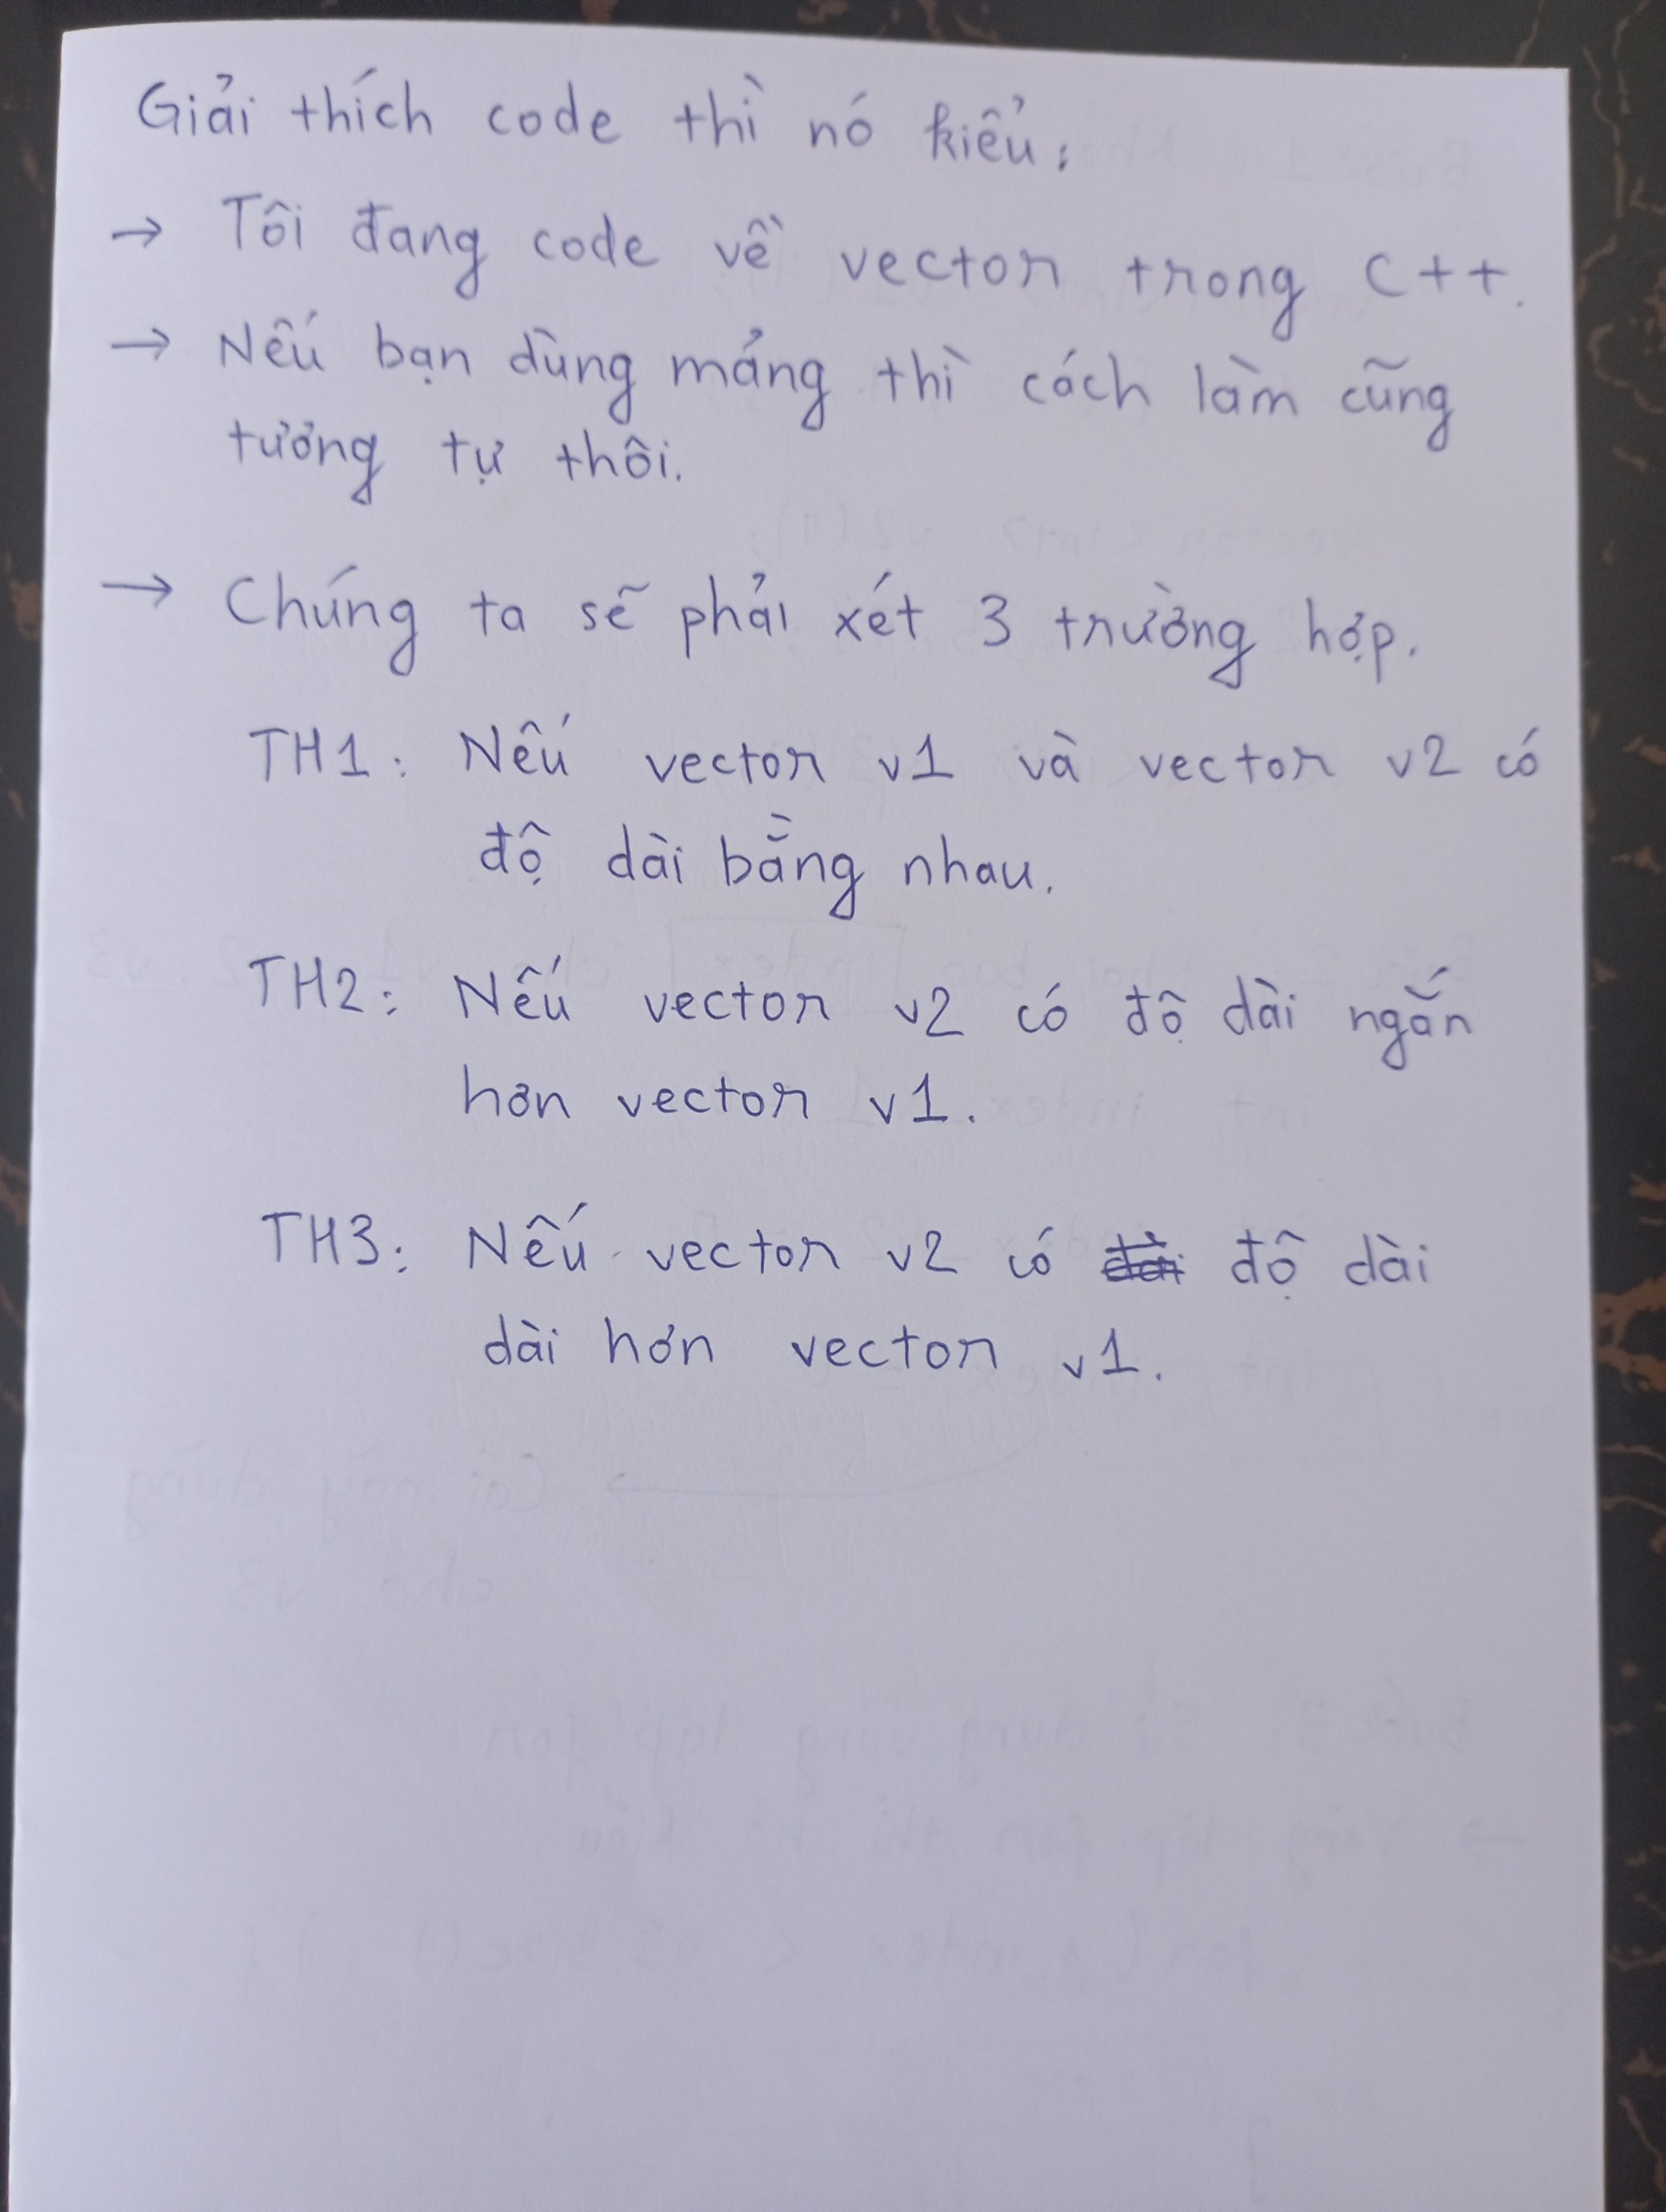 Giải thích code thì nó kiểu:
→ Tôi đang code về vector trong C++.
→ Nếu bạn dùng mảng thì cách làm cũng
tương tự thôi.
→ Chúng ta sẽ phải xét 3 trường hợp.
TH1: Nếu vector v1 và vector v2 có
độ dài bằng nhau.
TH2: Nếu vector v2 có độ dài ngắn
hơn vector v1.
TH3: Nếu vector v2 có độ dài
dài hơn vector v1.